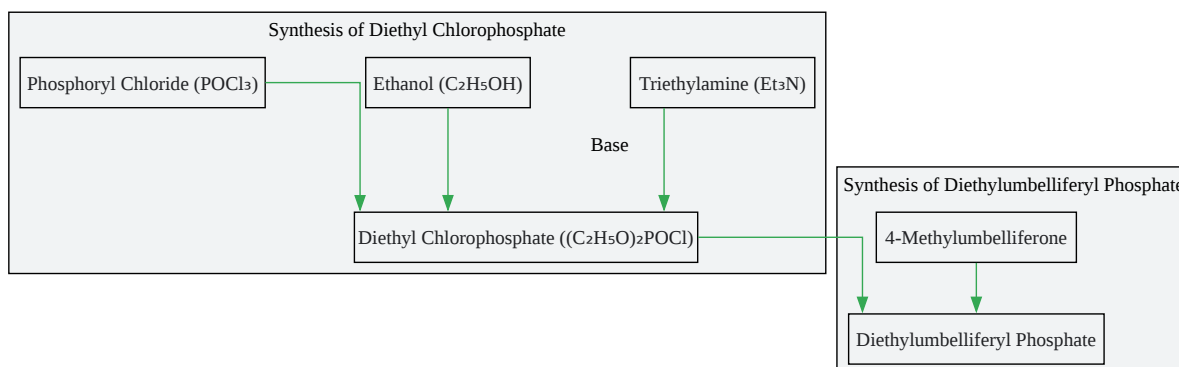 Synthesis of Diethyl Chlorophosphate
Phosphoryl Chloride (POCl₃)
Ethanol (C₂H₅OH)
Triethylamine (Et₃N)
Base
Diethyl Chlorophosphate ((C₂H₅O)₂POCl)
Synthesis of Diethylumbelliferyl Phosphate
4-Methylumbelliferone
Diethylumbelliferyl Phosphate